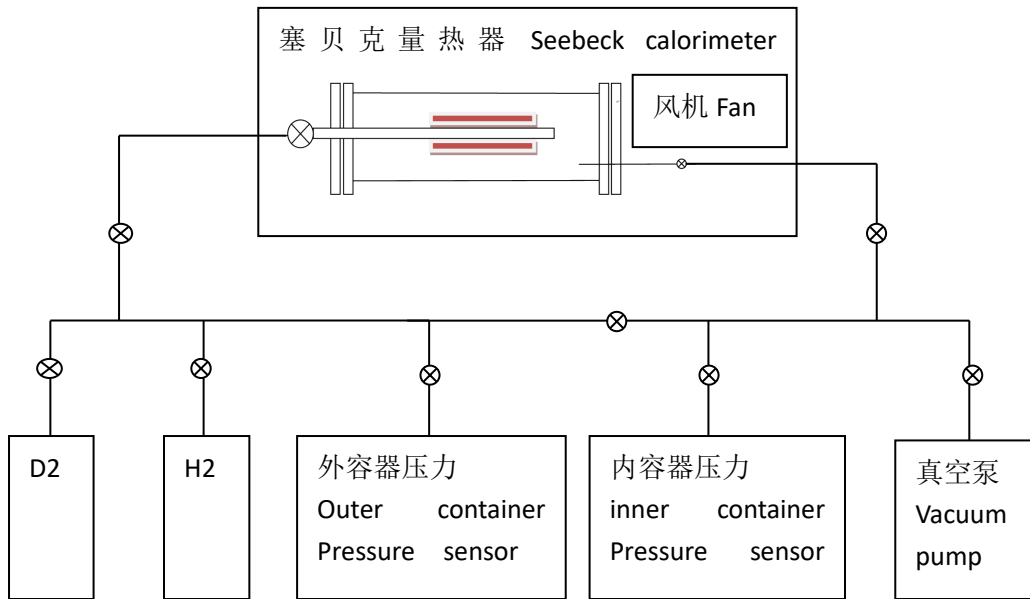 塞贝克量热器 Seebeck calorimeter
风机 Fan
D2
H2
外容器压力
Outer container
Pressure sensor
内容器压力
inner container
Pressure sensor
真空泵
Vacuum
pump